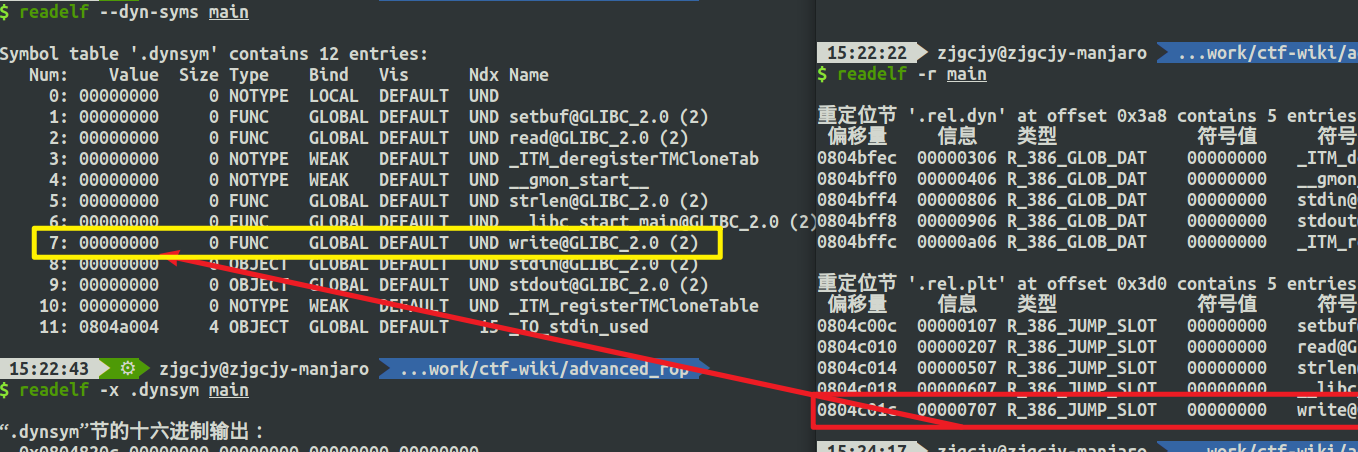 $ readelf --dyn-syms main
Symbol table '.dynsym' contains 12 entries:
Num: Value Size Type Bind Vis Ndx Name
0: 00000000 0 NOTYPE LOCAL DEFAULT UND
1: 00000000 0 FUNC GLOBAL DEFAULT UND setbuf@GLIBC_2.0 (2)
2: 00000000 0 FUNC GLOBAL DEFAULT UND read@GLIBC_2.0 (2)
3: 00000000 0 NOTYPE WEAK DEFAULT UND _ITM_deregisterTMCloneTab
4: 00000000 0 NOTYPE WEAK DEFAULT UND __gmon_start__
5: 00000000 0 FUNC GLOBAL DEFAULT UND strlen@GLIBC_2.0 (2)
6: 00000000 0 FUNC GLOBAL DEFAULT UND __libc_start_main@GLIBC_2.0 (2)
7: 00000000 0 FUNC GLOBAL DEFAULT UND write@GLIBC_2.0 (2)
8: 00000000 0 OBJECT GLOBAL DEFAULT UND stdin@GLIBC_2.0 (2)
9: 00000000 0 OBJECT GLOBAL DEFAULT UND stdout@GLIBC_2.0 (2)
10: 00000000 0 NOTYPE WEAK DEFAULT UND _ITM_registerTMCloneTable
11: 0804a004 4 OBJECT GLOBAL DEFAULT 15 _IO_stdin_used
15:22:43 zjgcjy@zjgcjy-manjaro ...work/ctf-wiki/advanced_rop
$ readelf -x .dynsym main
“.dynsym”节的十六进制输出：
0x0804820c 00000000 00000000 00000000 00000000
15:22:22 zjgcjy@zjgcjy-manjaro ...work/ctf-wiki/a
$ readelf -r main
重定位节 '.rel.dyn' at offset 0x3a8 contains 5 entries
偏移量 信息 类型 符号值 符号
0804bfec 00000306 R_386_GLOB_DAT 00000000 _ITM_d
0804bff0 00000406 R_386_GLOB_DAT 00000000 __gmon
0804bff4 00000806 R_386_GLOB_DAT 00000000 stdin@
0804bff8 00000906 R_386_GLOB_DAT 00000000 stdout
0804bffc 00000a06 R_386_GLOB_DAT 00000000 _ITM_r
重定位节 '.rel.plt' at offset 0x3d0 contains 5 entries
偏移量 信息 类型 符号值 符号
0804c00c 00000107 R_386_JUMP_SLOT 00000000 setbuf
0804c010 00000207 R_386_JUMP_SLOT 00000000 read@G
0804c014 00000507 R_386_JUMP_SLOT 00000000 strlen
0804c018 00000607 R_386_JUMP_SLOT 00000000 __libc
0804c01c 00000707 R_386_JUMP_SLOT 00000000 write@
15:24:17 zjgcjy@zjgcjy-manjaro ...work/ctf-wiki/a